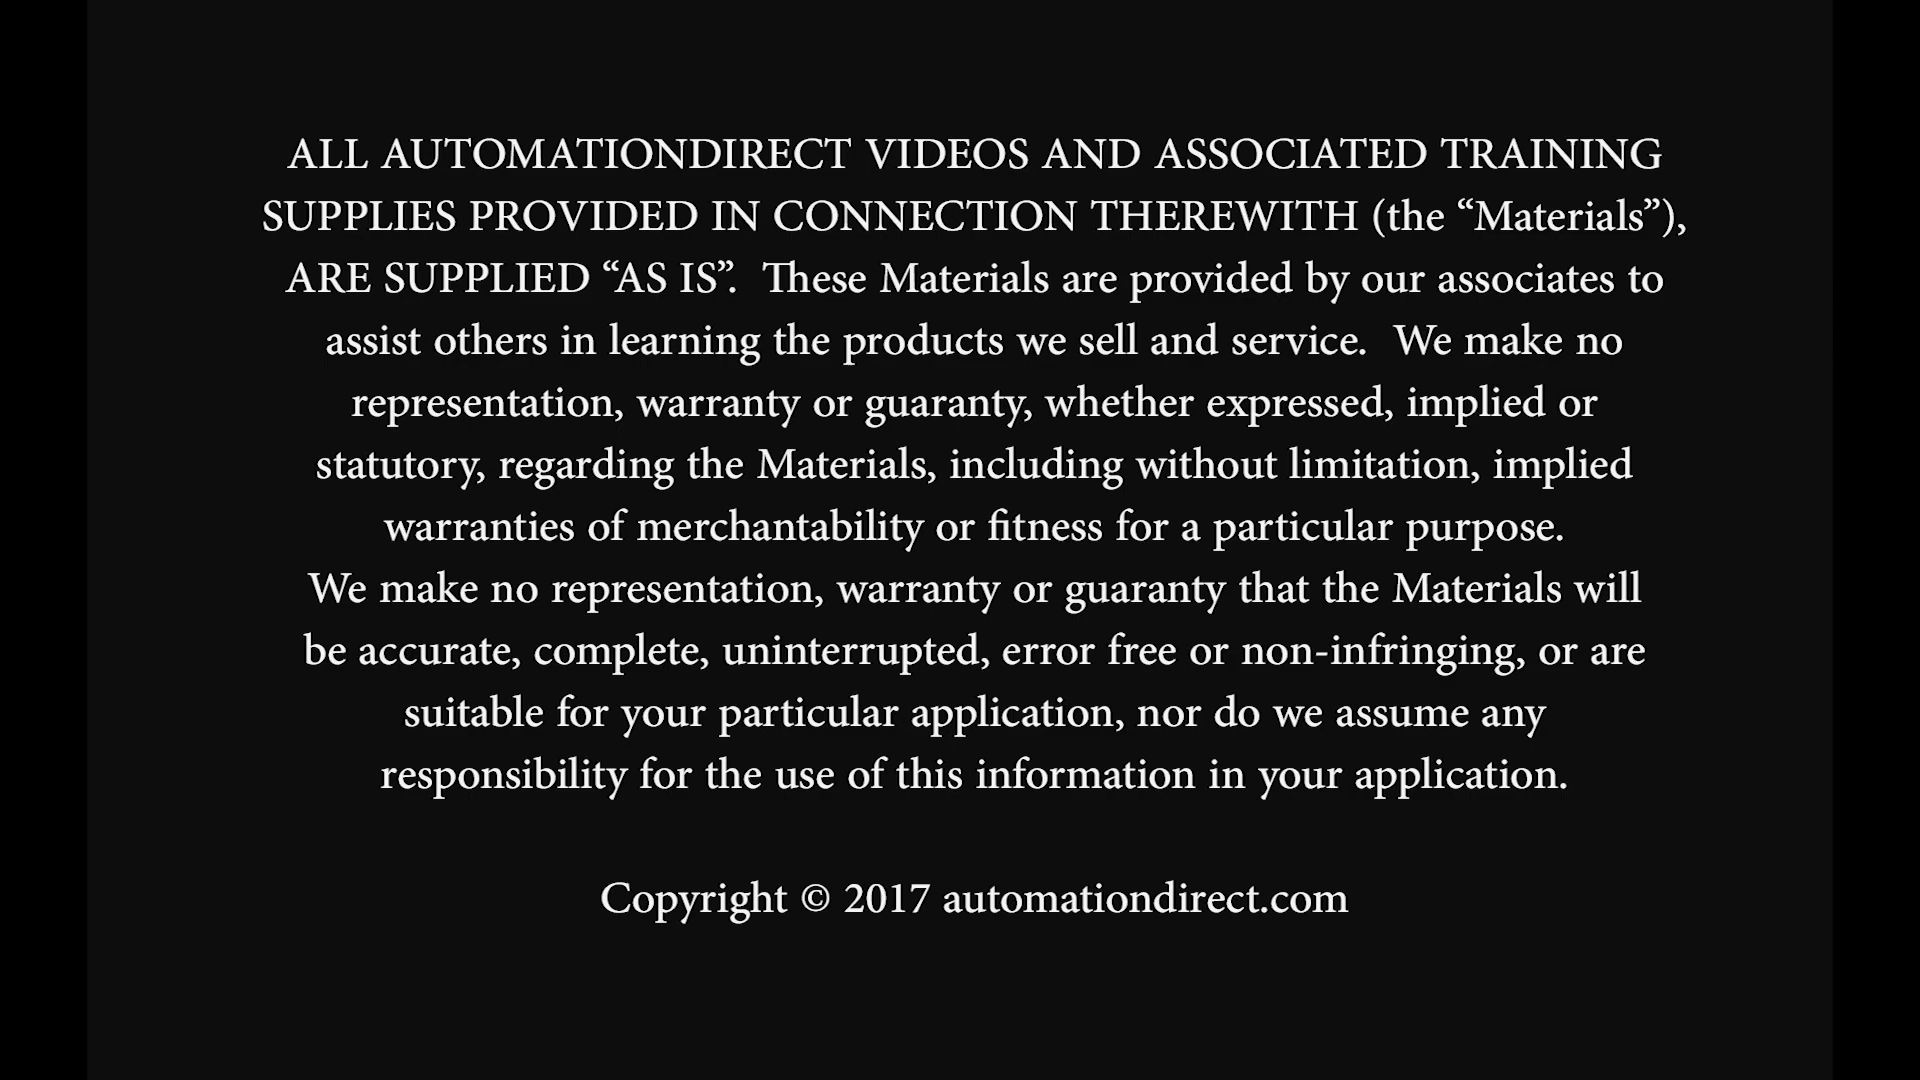 ALL AUTOMATIONDIRECT VIDEOS AND ASSOCIATED TRAINING
SUPPLIES PROVIDED IN CONNECTION THEREWITH (the “Materials”),
ARE SUPPLIED “AS IS”.  These Materials are provided by our associates to
assist others in learning the products we sell and service.  We make no
representation, warranty or guaranty, whether expressed, implied or
statutory, regarding the Materials, including without limitation, implied
warranties of merchantability or fitness for a particular purpose.
We make no representation, warranty or guaranty that the Materials will
be accurate, complete, uninterrupted, error free or non-infringing, or are
suitable for your particular application, nor do we assume any
responsibility for the use of this information in your application.
Copyright © 2017 automationdirect.com